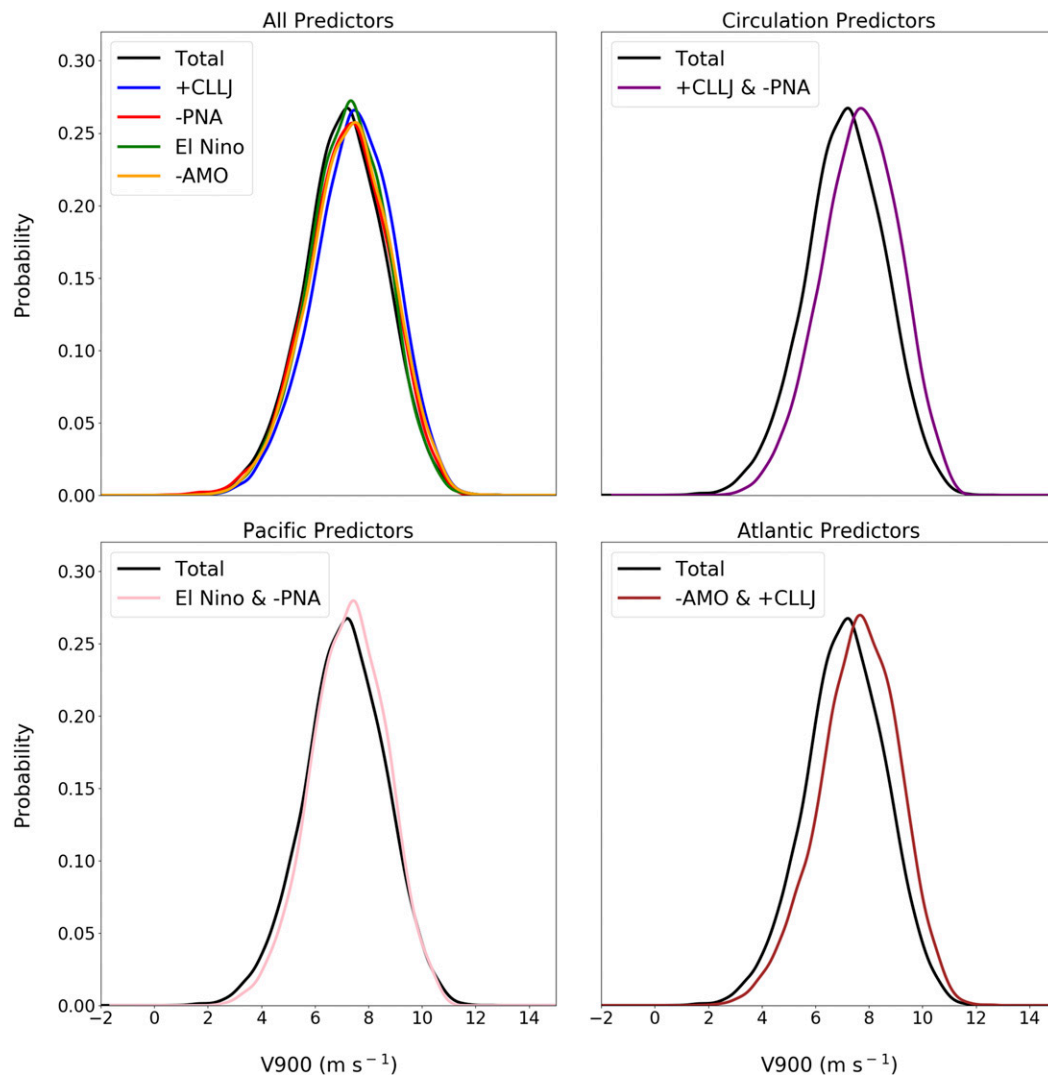 All Predictors
Total
+CLLJ
-PNA
El Nino
-AMO
0.30
0.25
0.20
0.15
0.10
0.05
0.00
Probability
Circulation Predictors
Total
+CLLJ & -PNA
Pacific Predictors
Total
El Nino & -PNA
0.30
0.25
0.20
0.15
0.10
0.05
0.00
Probability
−2 0 2 4 6 8 10 12 14
V900 (m s⁻¹)
Atlantic Predictors
Total
-AMO & +CLLJ
−2 0 2 4 6 8 10 12 14
V900 (m s⁻¹)